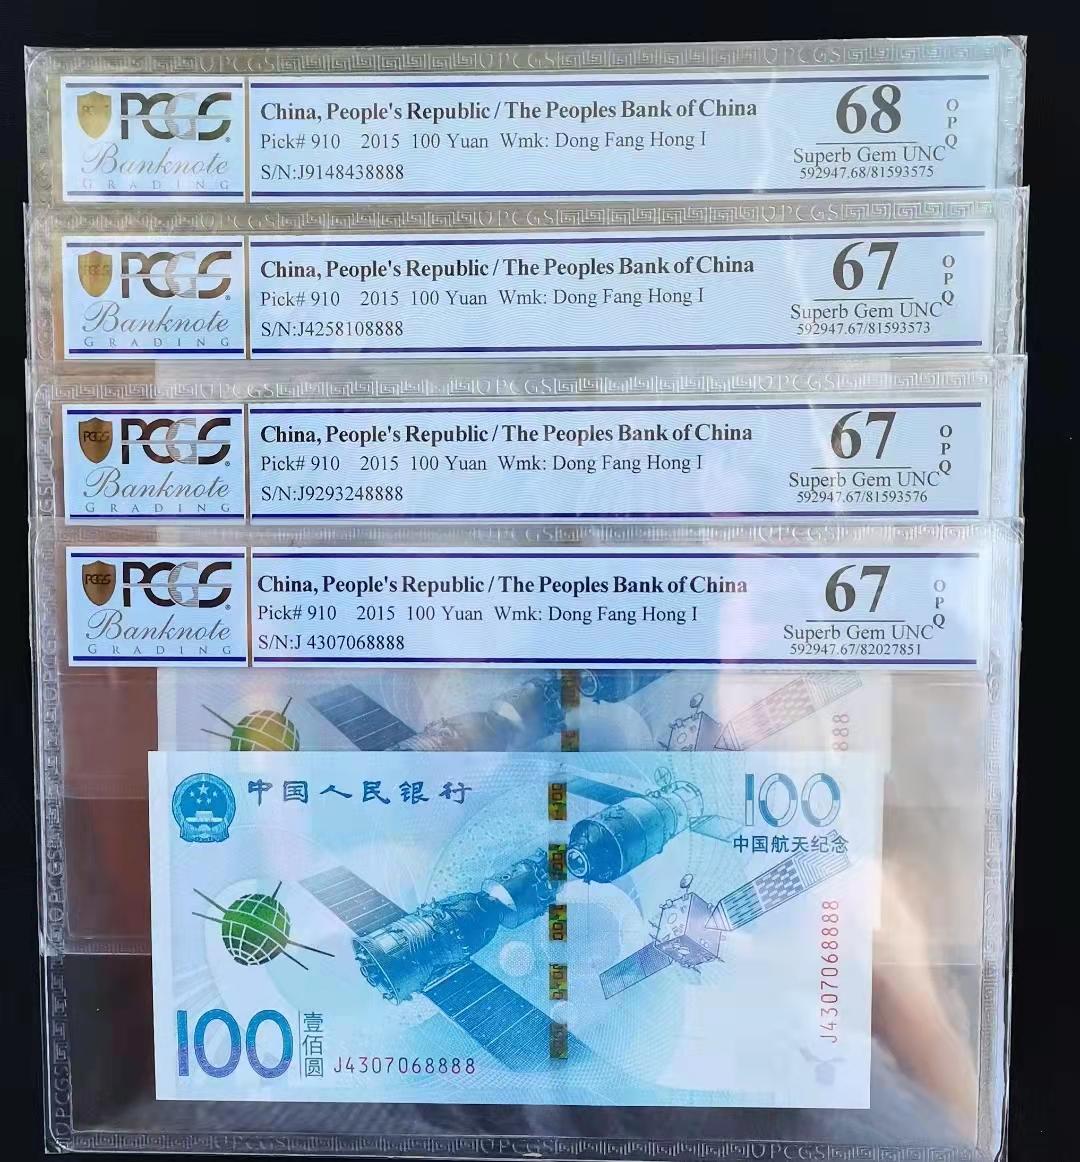 PCGS
Banknote
GRADING
China, People's Republic / The Peoples Bank of China
Pick# 910 2015 100 Yuan Wmk: Dong Fang Hong I
S/N:J9148438888
68
OPQ
Superb Gem UNC
592947.68/81593575
PCGS
PCGS
Banknote
GRADING
China, People's Republic / The Peoples Bank of China
Pick# 910 2015 100 Yuan Wmk: Dong Fang Hong I
S/N:J4258108888
67
OPQ
Superb Gem UNC
592947.67/81593573
PCGS
PCGS
Banknote
GRADING
China, People's Republic / The Peoples Bank of China
Pick# 910 2015 100 Yuan Wmk: Dong Fang Hong I
S/N:J9293248888
67
OPQ
Superb Gem UNC
592947.67/81593576
PCGS
PCGS
Banknote
GRADING
China, People's Republic / The Peoples Bank of China
Pick# 910 2015 100 Yuan Wmk: Dong Fang Hong I
S/N:J 4307068888
67
OPQ
Superb Gem UNC
592947.67/82027851
888
中国人民银行
100
中国航天纪念
J4307068888
100
壹佰圆
J4307068888